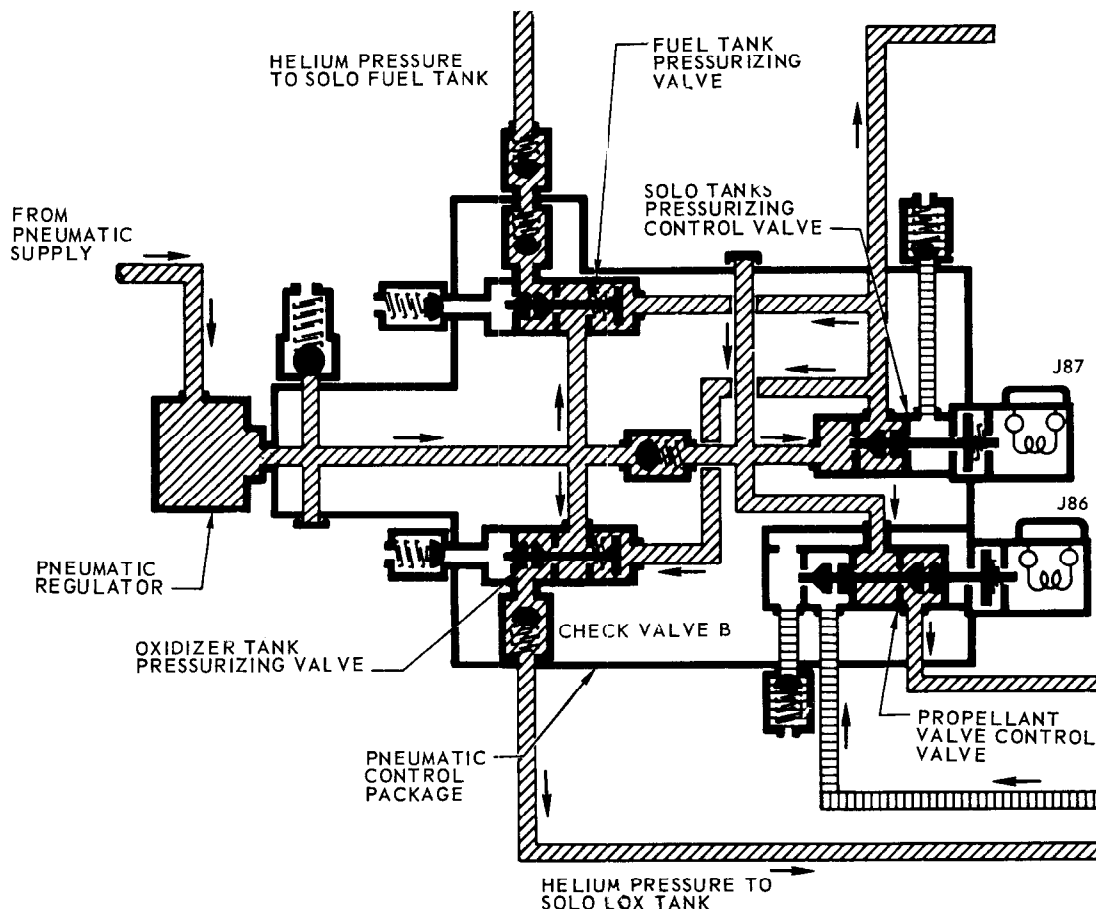 HELIUM PRESSURE
TO SOLO FUEL TANK
FUEL TANK
PRESSURIZING
VALVE
FROM
PNEUMATIC
SUPPLY
SOLO TANKS
PRESSURIZING
CONTROL VALVE
J87
J86
PNEUMATIC
REGULATOR
OXIDIZER TANK
PRESSURIZING VALVE
CHECK VALVE B
PNEUMATIC
CONTROL
PACKAGE
PROPELLANT
VALVE CONTROL
VALVE
HELIUM PRESSURE TO
SOLO LOX TANK